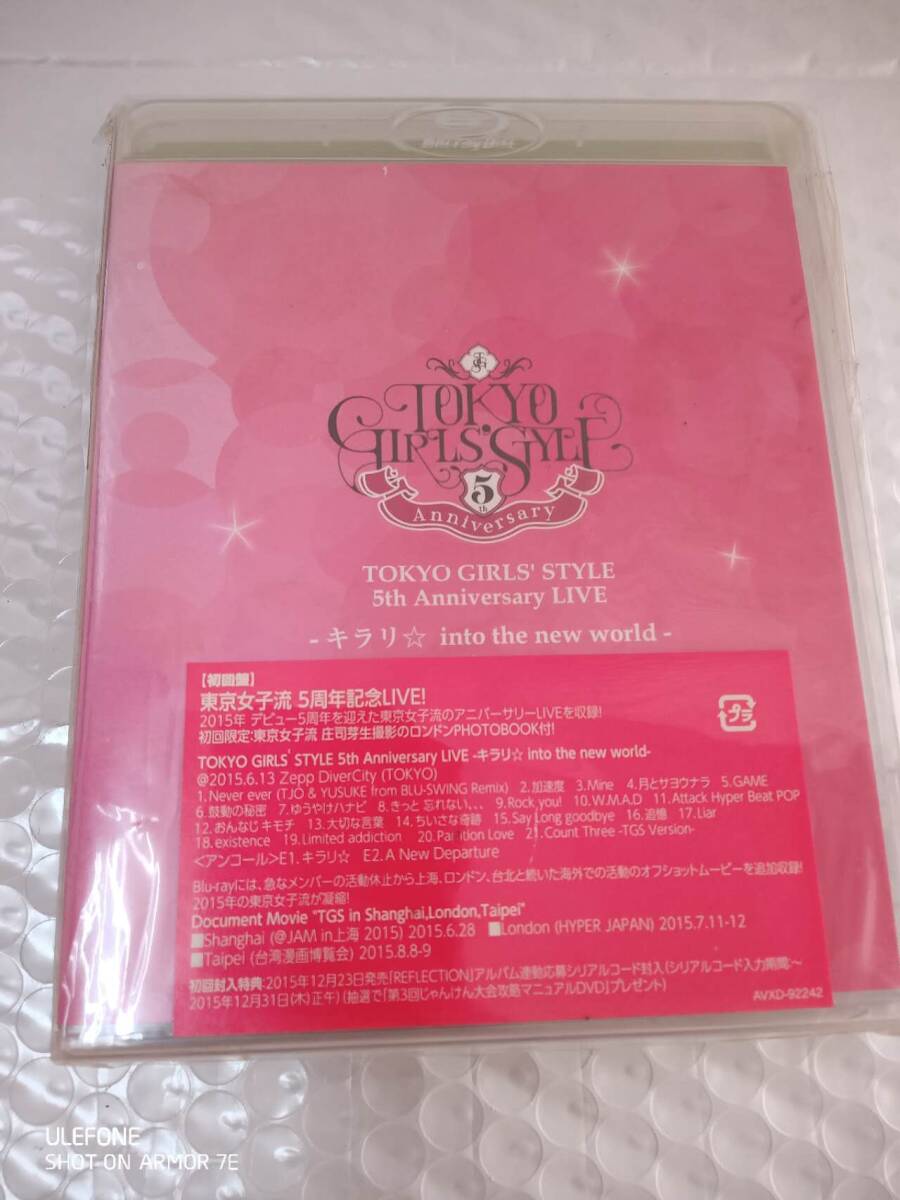 TGS
TOKYO
GIRLS' STYLE
5th
Anniversary
TOKYO GIRLS' STYLE
5th Anniversary LIVE
- キラリ☆ into the new world -
【初回盤】
東京女子流 5周年記念LIVE!
2015年 デビュー5周年を迎えた東京女子流のアニバーサリーLIVEを収録!
初回限定:東京女子流 庄司芽生撮影のロンドンPHOTOBOOK付!
プラ
TOKYO GIRLS' STYLE 5th Anniversary LIVE -キラリ☆ into the new world-
@2015.6.13 Zepp DiverCity (TOKYO)
1.Never ever (TJO & YUSUKE from BLU-SWING Remix) 2.加速度 3.Mine 4.月とサヨウナラ 5.GAME
6.鼓動の秘密 7.ゆうやけハナビ 8.きっと 忘れない、、、 9.Rock you! 10.W.M.A.D 11.Attack Hyper Beat POP
12.おんなじキモチ 13.大切な言葉 14.ちいさな奇跡 15.Say Long goodbye 16.追憶 17.Liar
18.existence 19.Limited addiction 20.Partition Love 21.Count Three -TGS Version-
<アンコール>E1.キラリ☆ E2.A New Departure
Blu-rayには、急なメンバーの活動休止から上海、ロンドン、台北と続いた海外での活動のオフショットムービーを追加収録!
2015年の東京女子流が凝縮!
Document Movie "TGS in Shanghai,London,Taipei"
■Shanghai (@JAM in上海 2015) 2015.6.28 ■London (HYPER JAPAN) 2015.7.11-12
■Taipei (台湾漫画博覧会) 2015.8.8-9
初回封入特典:2015年12月23日発売「REFLECTION」アルバム連動応募シリアルコード封入(シリアルコード入力期間:～
2015年12月31日(木)正午) (抽選で「第3回じゃんけん大会攻略マニュアルDVD」プレゼント)
AVXD-92242
ULEFONE
SHOT ON ARMOR 7E